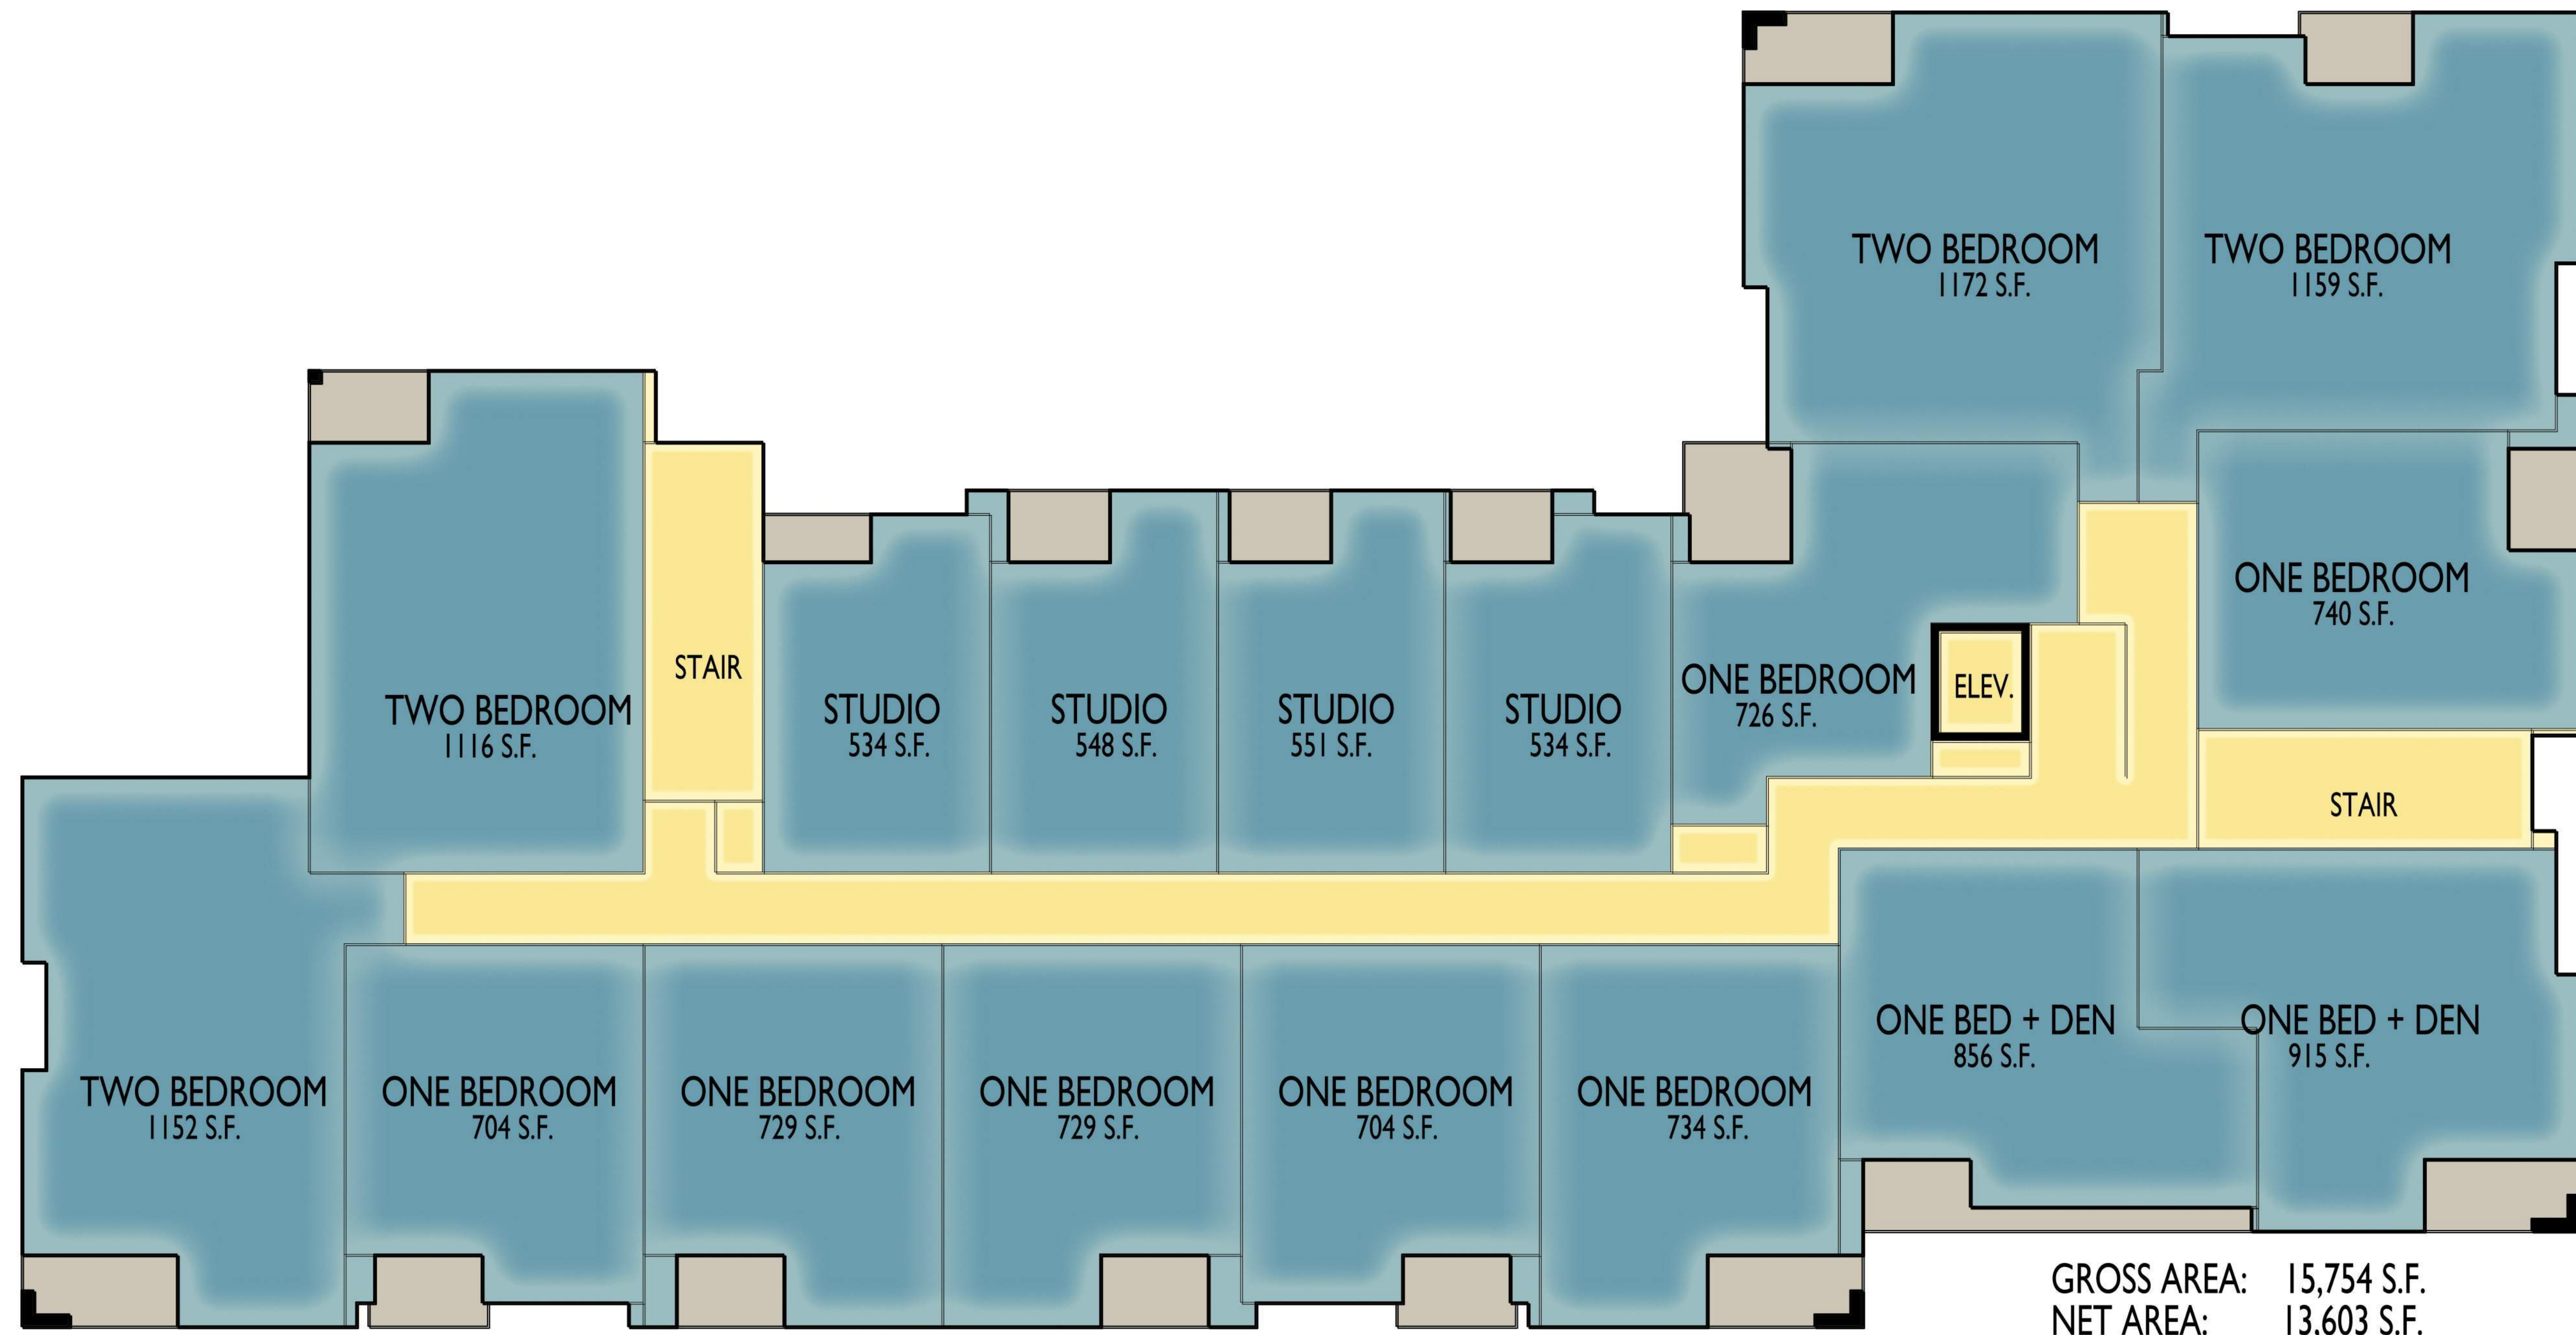 TWO BEDROOM
1172 S.F.
TWO BEDROOM
1159 S.F.
ONE BEDROOM
740 S.F.
TWO BEDROOM
1116 S.F.
STAIR
STUDIO
534 S.F.
STUDIO
548 S.F.
STUDIO
551 S.F.
STUDIO
534 S.F.
ONE BEDROOM
726 S.F.
ELEV.
STAIR
TWO BEDROOM
1152 S.F.
ONE BEDROOM
704 S.F.
ONE BEDROOM
729 S.F.
ONE BEDROOM
729 S.F.
ONE BEDROOM
704 S.F.
ONE BEDROOM
734 S.F.
ONE BED + DEN
856 S.F.
ONE BED + DEN
915 S.F.
GROSS AREA: 15,754 S.F.
NET AREA: 13,603 S.F.